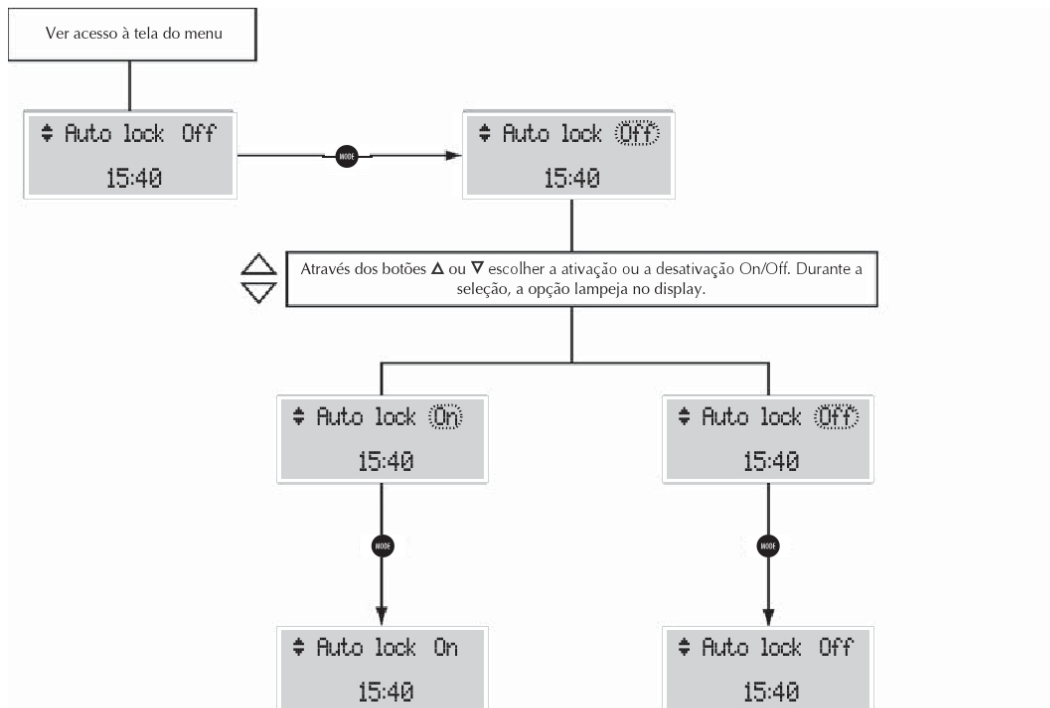 Ver acesso à tela do menu
Auto lock Off
15:40
MODE
Auto lock Off
15:40
Através dos botões Δ ou ∇ escolher a ativação ou a desativação On/Off. Durante a
seleção, a opção lampeja no display.
Auto lock On
15:40
Auto lock Off
15:40
MODE
MODE
Auto lock On
15:40
Auto lock Off
15:40